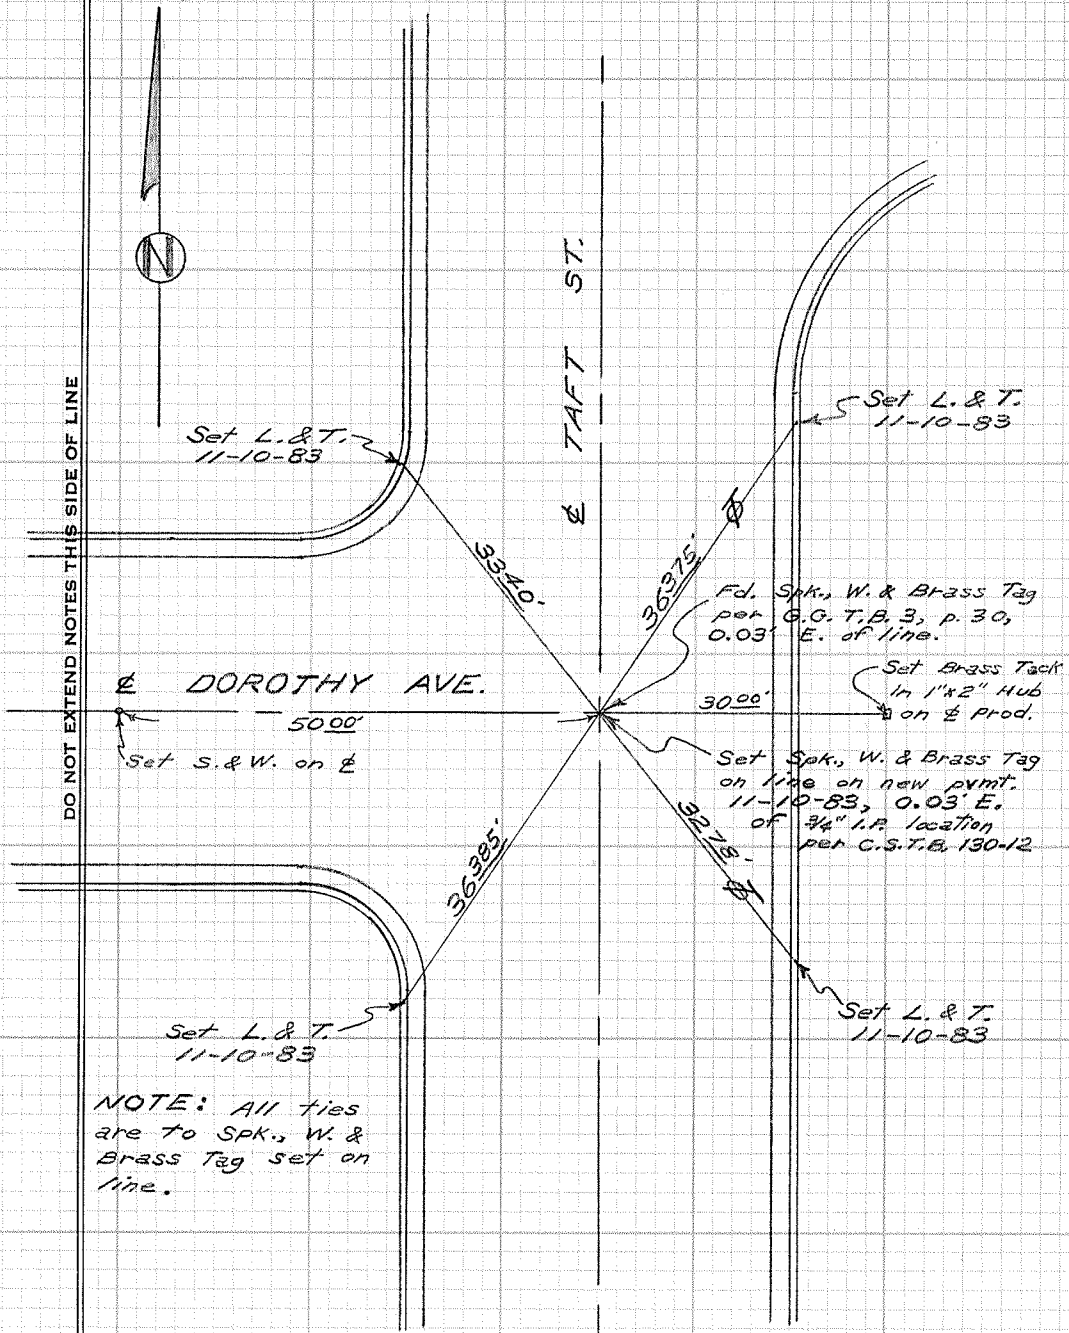 N
DO NOT EXTEND NOTES THIS SIDE OF LINE
℄ TAFT ST.
Set L. & T.
11-10-83
Set L. & T.
11-10-83
33 40'
36 375'
Fd. Spk., W. & Brass Tag
per G.G. T.B. 3, p. 30,
0.03' E. of line.
Set Brass Tack
in 1"x2" Hub
on ℄ Prod.
℄ DOROTHY AVE.
50 00'
30 00'
Set S. & W. on ℄
Set Spk., W. & Brass Tag
on line on new pvmt.
11-10-83, 0.03' E.
of 3/4" I.P. location
per C.S.T.B. 130-12
36 385'
32 78'
Set L. & T.
11-10-83
Set L. & T.
11-10-83
NOTE: All ties
are to Spk., W. &
Brass Tag set on
line.